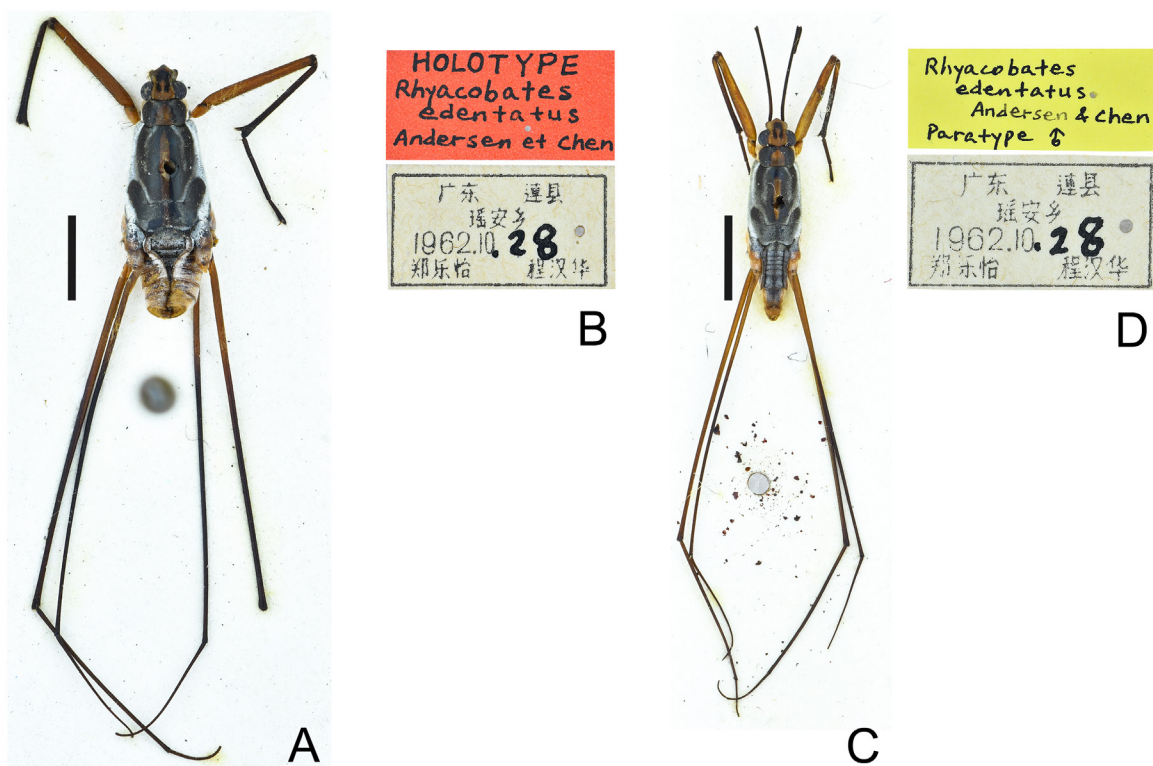 HOLOTYPE
Rhyacobates
edentatus
Andersen et Chen
广东 連县
瑶安乡
1962.10.28
郑乐怡 程汉华
B
Rhyacobates
edentatus
Andersen & Chen
Paratype
广东 連县
瑶安乡
1962.10.28
郑乐怡 程汉华
D
A
C